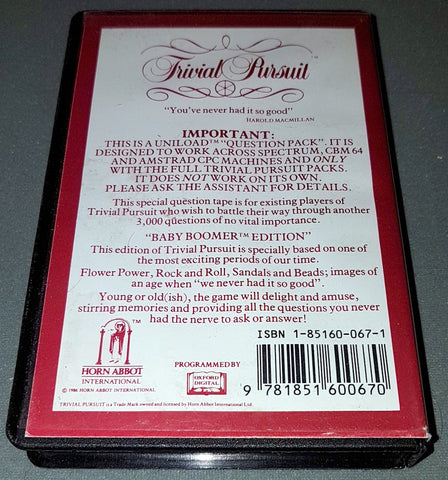 Trivial Pursuit™
"You've never had it so good"
HAROLD MACMILLAN
IMPORTANT:
THIS IS A UNILOAD™ "QUESTION PACK". IT IS
DESIGNED TO WORK ACROSS SPECTRUM, CBM 64
AND AMSTRAD CPC MACHINES AND ONLY
WITH THE FULL TRIVIAL PURSUIT PACKS.
IT DOES NOT WORK ON ITS OWN.
PLEASE ASK THE ASSISTANT FOR DETAILS.
This special question tape is for existing players of
Trivial Pursuit who wish to battle their way through another
3,000 questions of no vital importance.
"BABY BOOMER™ EDITION"
This edition of Trivial Pursuit is specially based on one of
the most exciting periods of our time.
Flower Power, Rock and Roll, Sandals and Beads; images of
an age when "we never had it so good".
Young or old(ish), the game will delight and amuse,
stirring memories and providing all the questions you never
had the nerve to ask or answer!
ISBN 1-85160-067-1
™
HORN ABBOT
INTERNATIONAL
© 1986 HORN ABBOT INTERNATIONAL
PROGRAMMED BY
OXFORD
DIGITAL
9 781851 600670
TRIVIAL PURSUIT is a Trade Mark owned and licensed by Horn Abbot International Ltd.